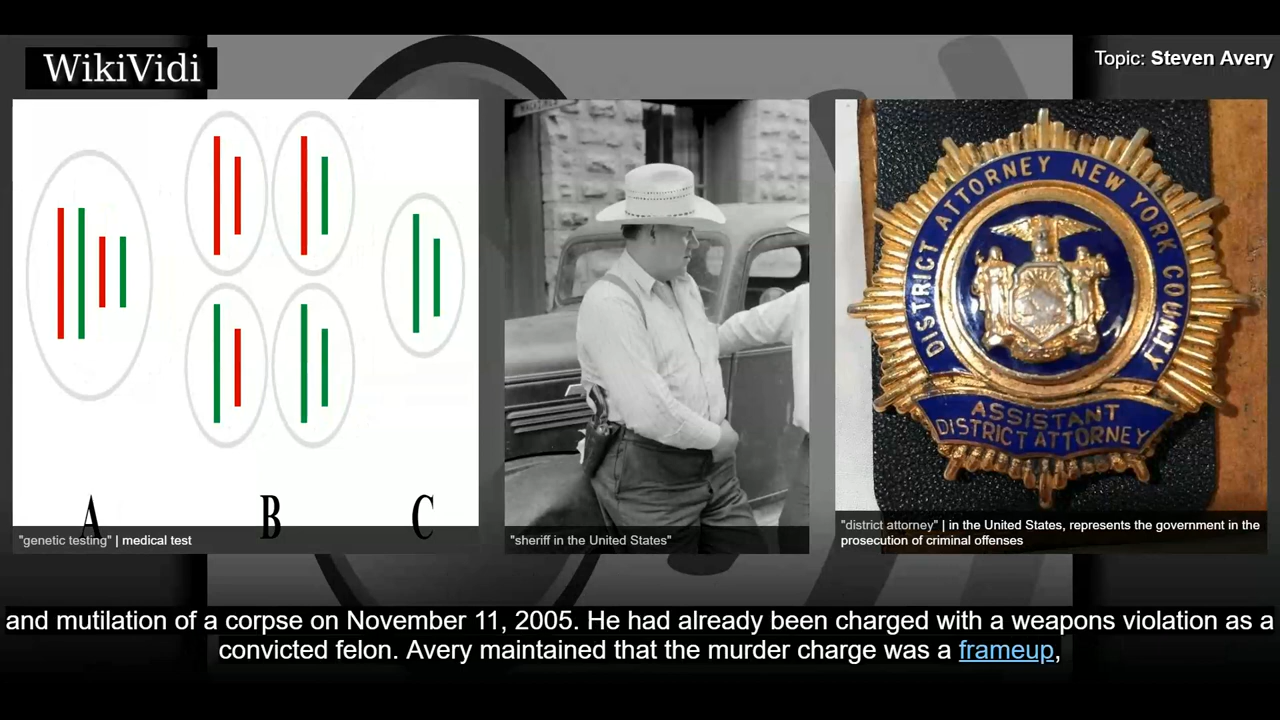 WikiVidi
Topic: Steven Avery
A
B
C
"genetic testing" | medical test
"sheriff in the United States"
DISTRICT ATTORNEY NEW YORK COUNTY
ASSISTANT
DISTRICT ATTORNEY
"district attorney" | in the United States, represents the government in the
prosecution of criminal offenses
and mutilation of a corpse on November 11, 2005. He had already been charged with a weapons violation as a
convicted felon. Avery maintained that the murder charge was a frameup,